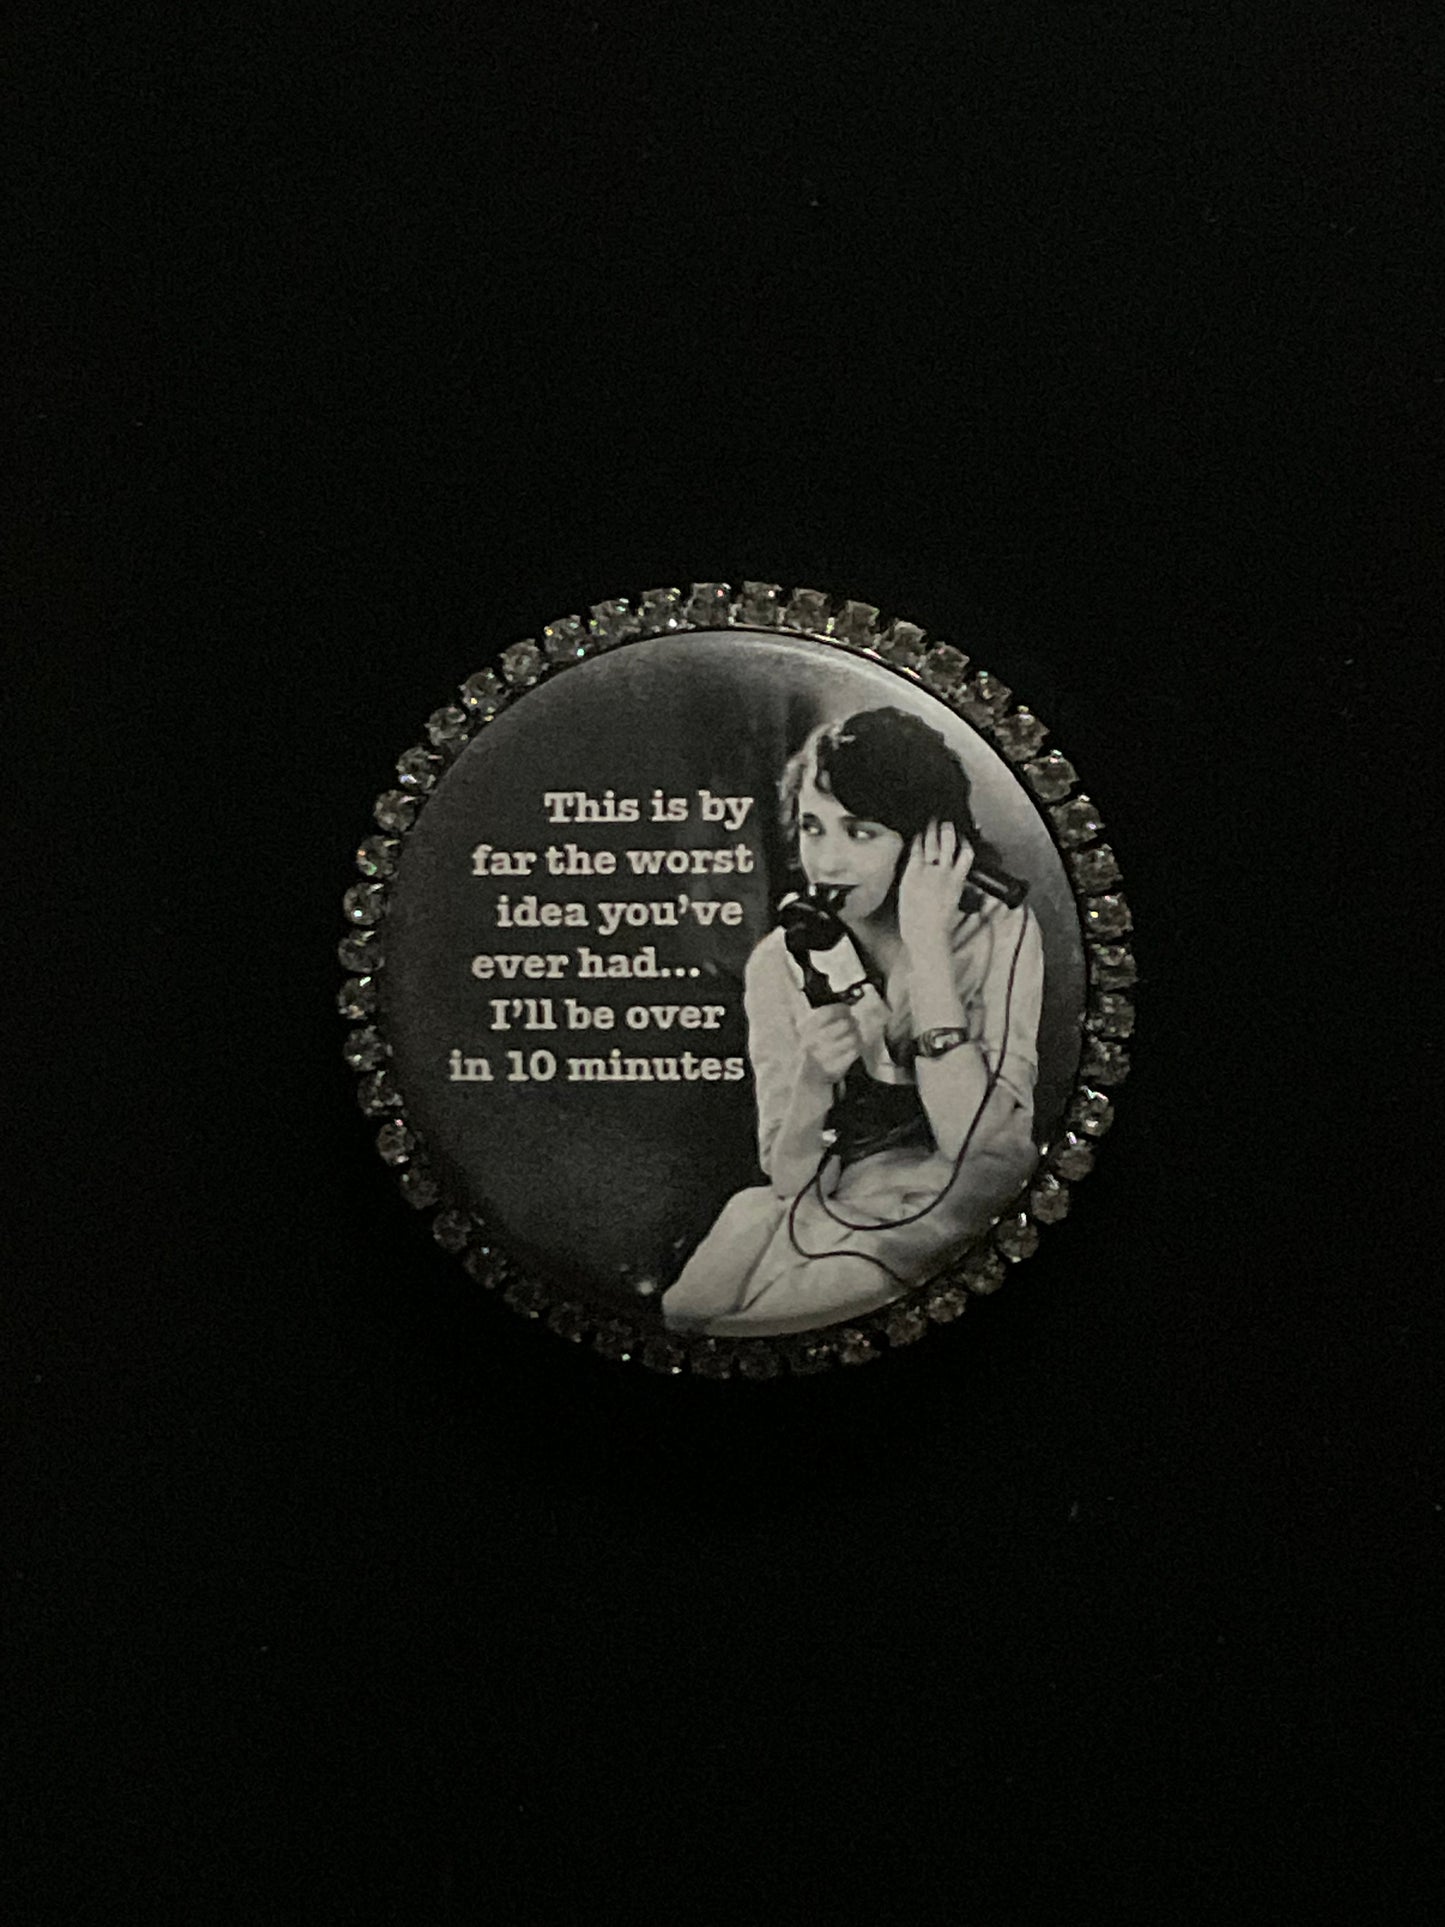 This is by
far the worst
idea you've
ever had...
I'll be over
in 10 minutes